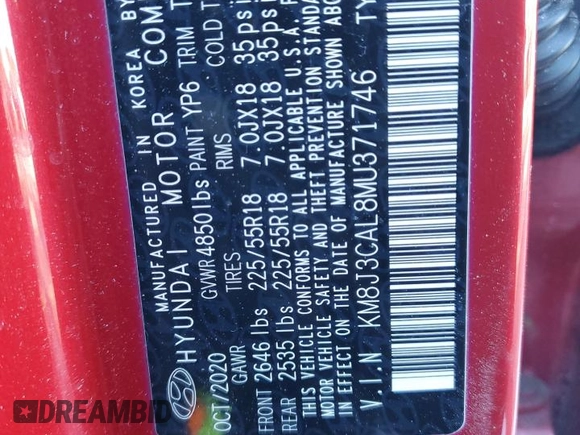 MANUFACTURED IN KOREA BY
HYUNDAI MOTOR COM
GVWR 4850 lbs PAINT YP6 TRIM T
OCT/2020 TIRES RIMS COLD T
GAWR
FRONT 2646 lbs 225/55R18 7.0JX18 35psi
REAR 2535 lbs 225/55R18 7.0JX18 35psi
THIS VEHICLE CONFORMS TO ALL APPLICABLE U.S.A F
MOTOR VEHICLE SAFETY AND THEFT PREVENTION STANDA
IN EFFECT ON THE DATE OF MANUFACTURE SHOWN ABO
V.I.N KM8J3CAL8MU371746 TY
DREAMBID